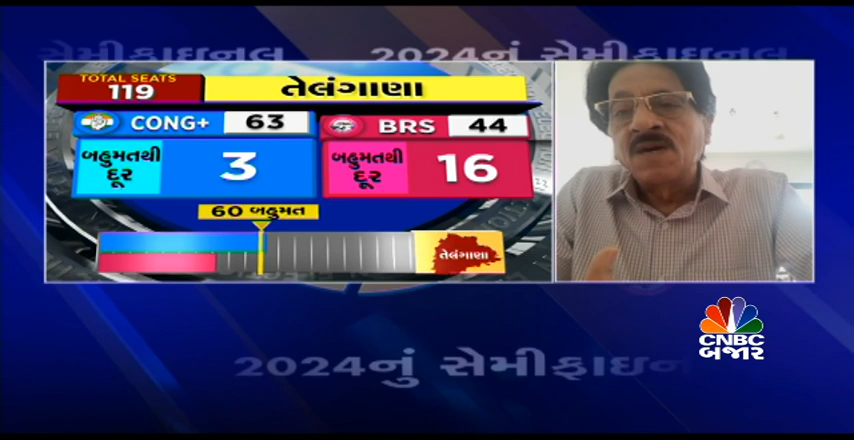 સેમીફાઇનલ 2024નું સેમીફાઇનલ
TOTAL SEATS
119
તેલંગાણા
CONG+ 63
BRS 44
બહુમતથી
દૂર
3
બહુમતથી
દૂર
16
60 બહુમત
તેલંગાણા
CNBC
બજાર
2024નું સેમીફાઇન